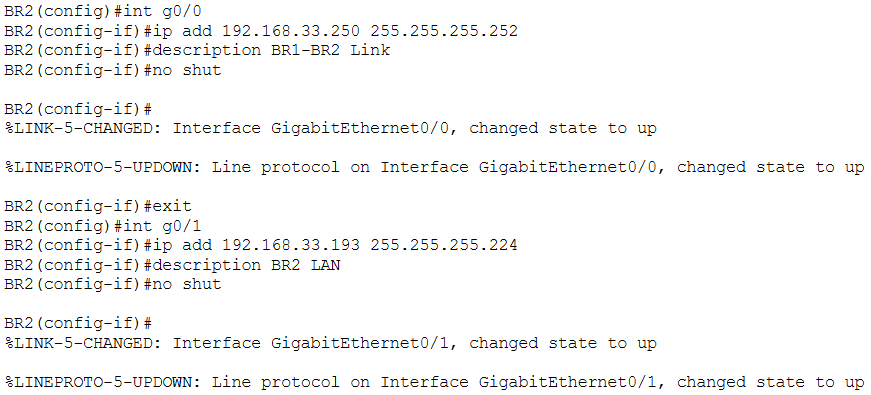 BR2(config)#int g0/0
BR2(config-if)#ip add 192.168.33.250 255.255.255.252
BR2(config-if)#description BR1-BR2 Link
BR2(config-if)#no shut
BR2(config-if)#
%LINK-5-CHANGED: Interface GigabitEthernet0/0, changed state to up
%LINEPROTO-5-UPDOWN: Line protocol on Interface GigabitEthernet0/0, changed state to up
BR2(config-if)#exit
BR2(config)#int g0/1
BR2(config-if)#ip add 192.168.33.193 255.255.255.224
BR2(config-if)#description BR2 LAN
BR2(config-if)#no shut
BR2(config-if)#
%LINK-5-CHANGED: Interface GigabitEthernet0/1, changed state to up
%LINEPROTO-5-UPDOWN: Line protocol on Interface GigabitEthernet0/1, changed state to up